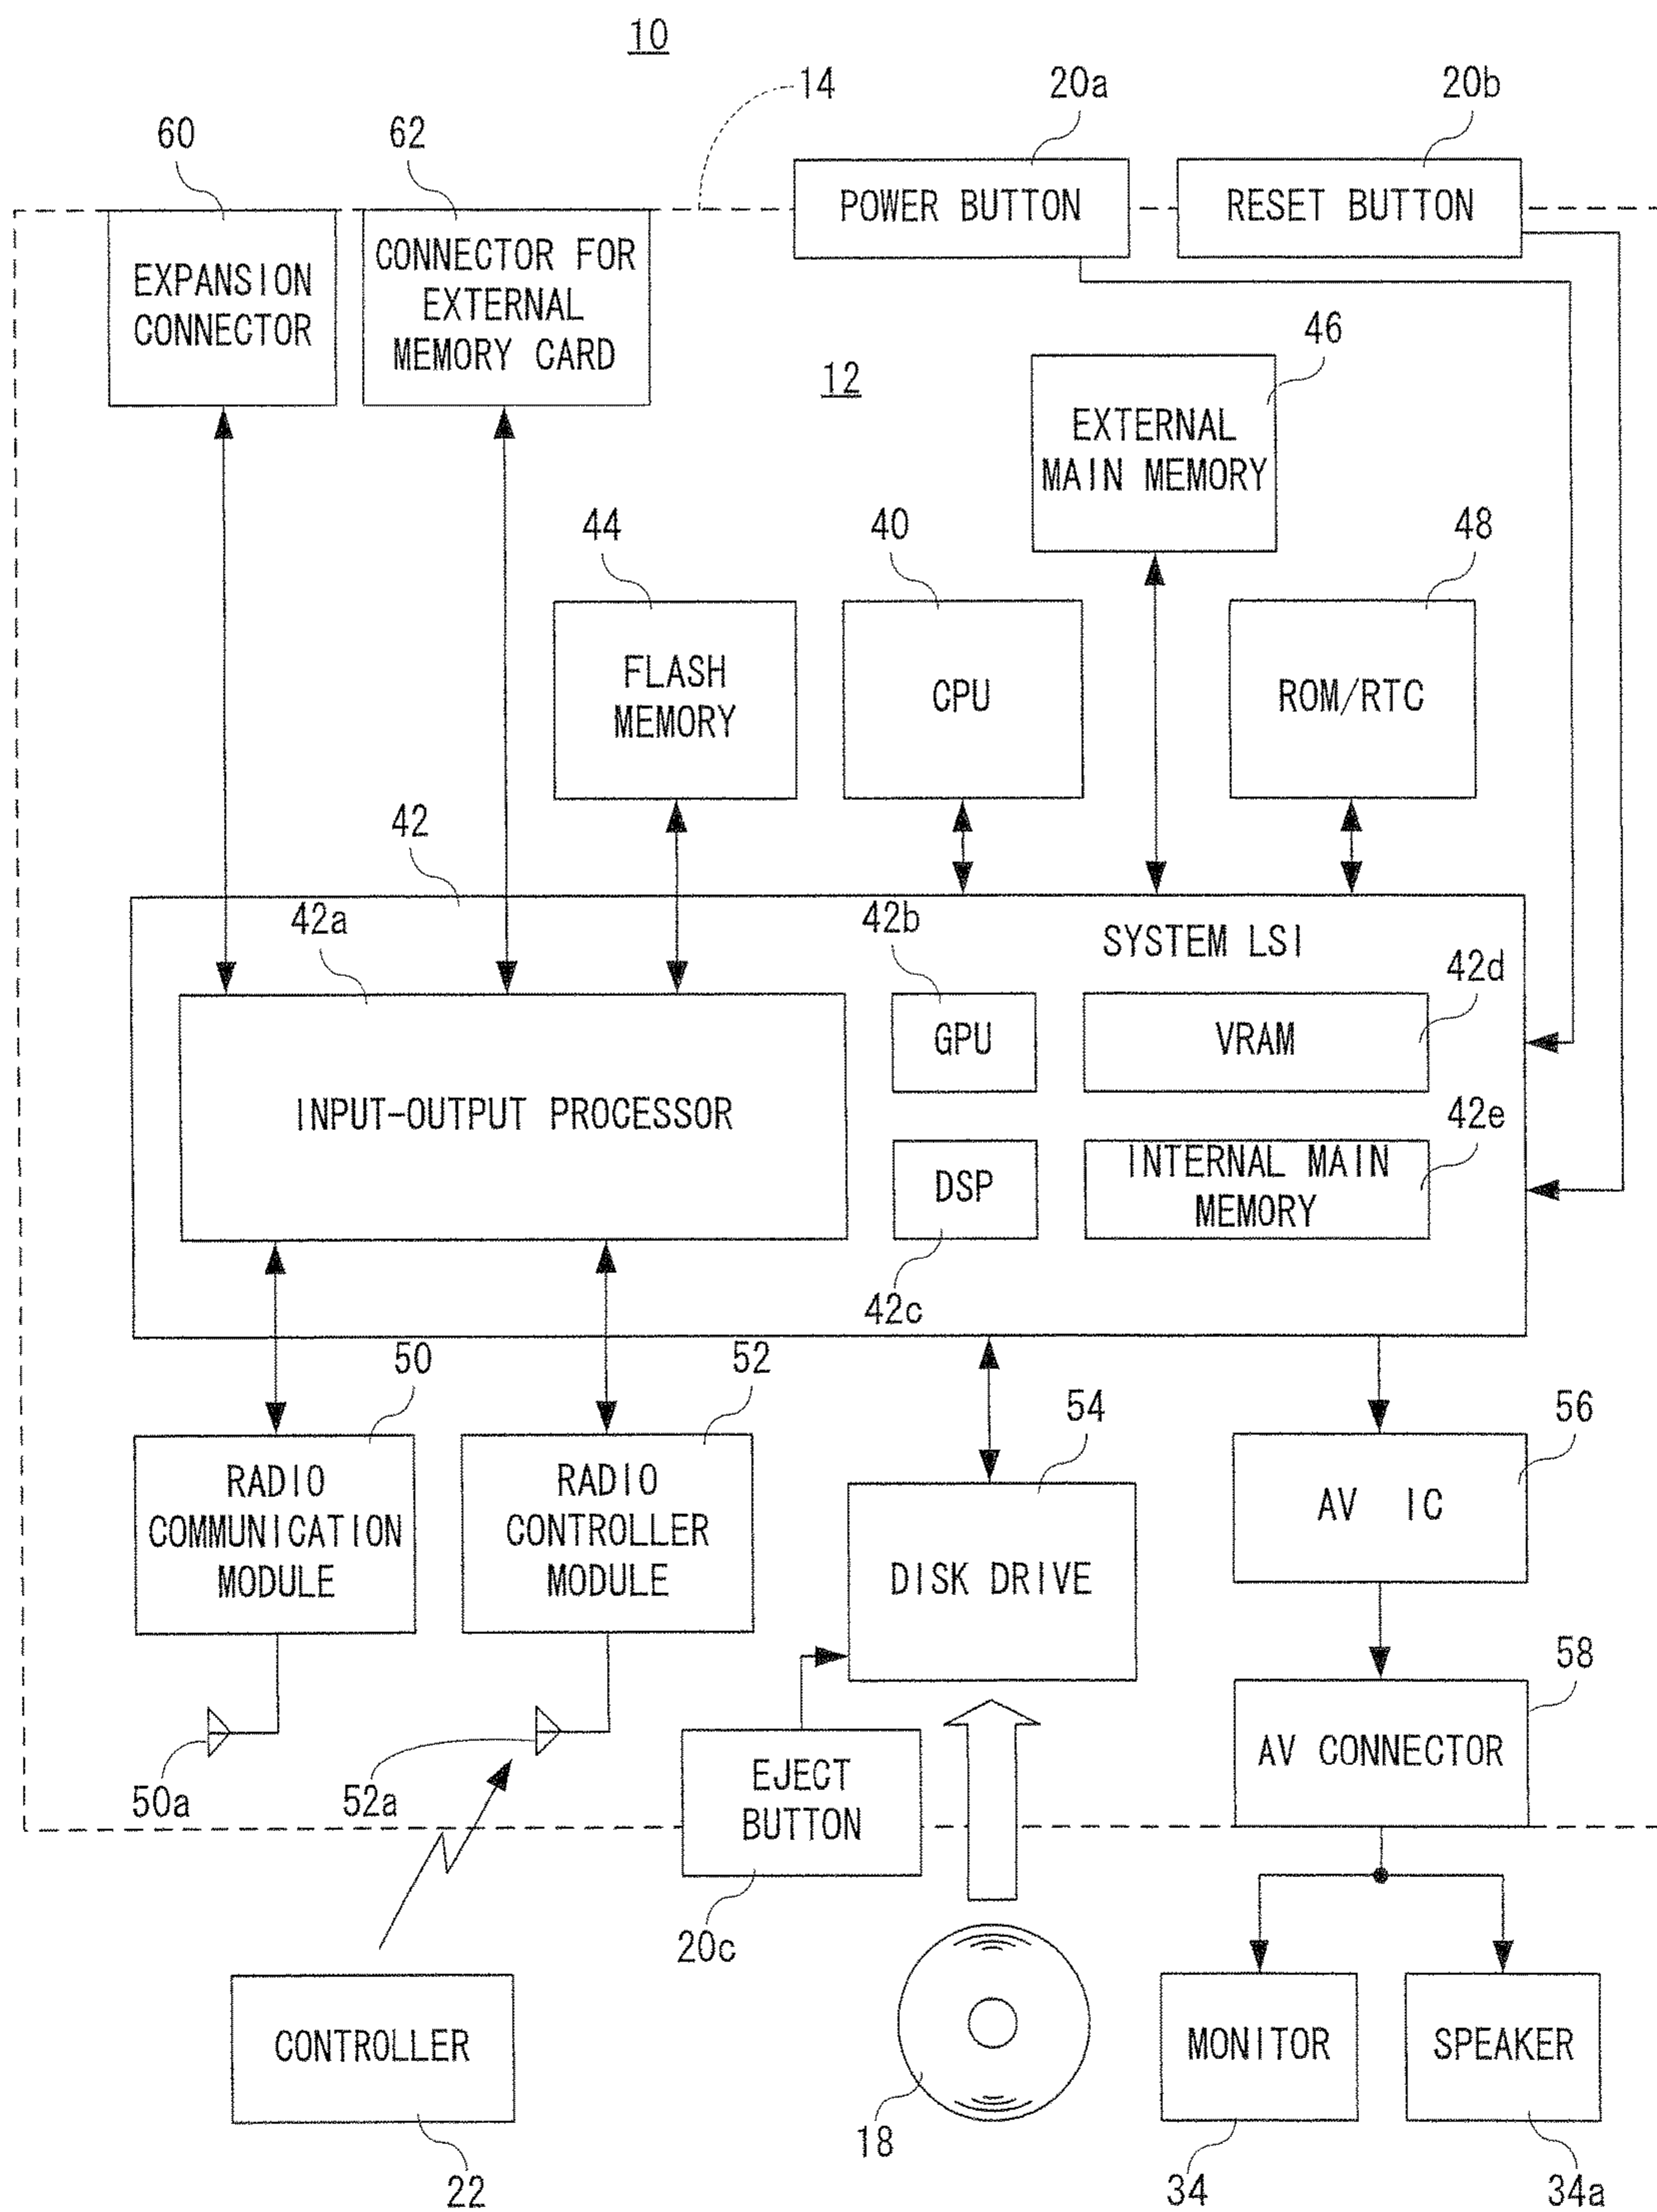 10
14
20a
20b
60
62
POWER BUTTON
RESET BUTTON
EXPANSION
CONNECTOR
CONNECTOR FOR
EXTERNAL
MEMORY CARD
12
46
EXTERNAL
MAIN MEMORY
44
40
48
FLASH
MEMORY
CPU
ROM/RTC
42
42a
42b
SYSTEM LSI
42d
GPU
VRAM
INPUT-OUTPUT PROCESSOR
42e
DSP
INTERNAL MAIN
MEMORY
42c
50
52
54
56
RADIO
COMMUNICATION
MODULE
RADIO
CONTROLLER
MODULE
DISK DRIVE
AV IC
58
50a
52a
EJECT
BUTTON
AV CONNECTOR
20c
CONTROLLER
MONITOR
SPEAKER
18
22
34
34a